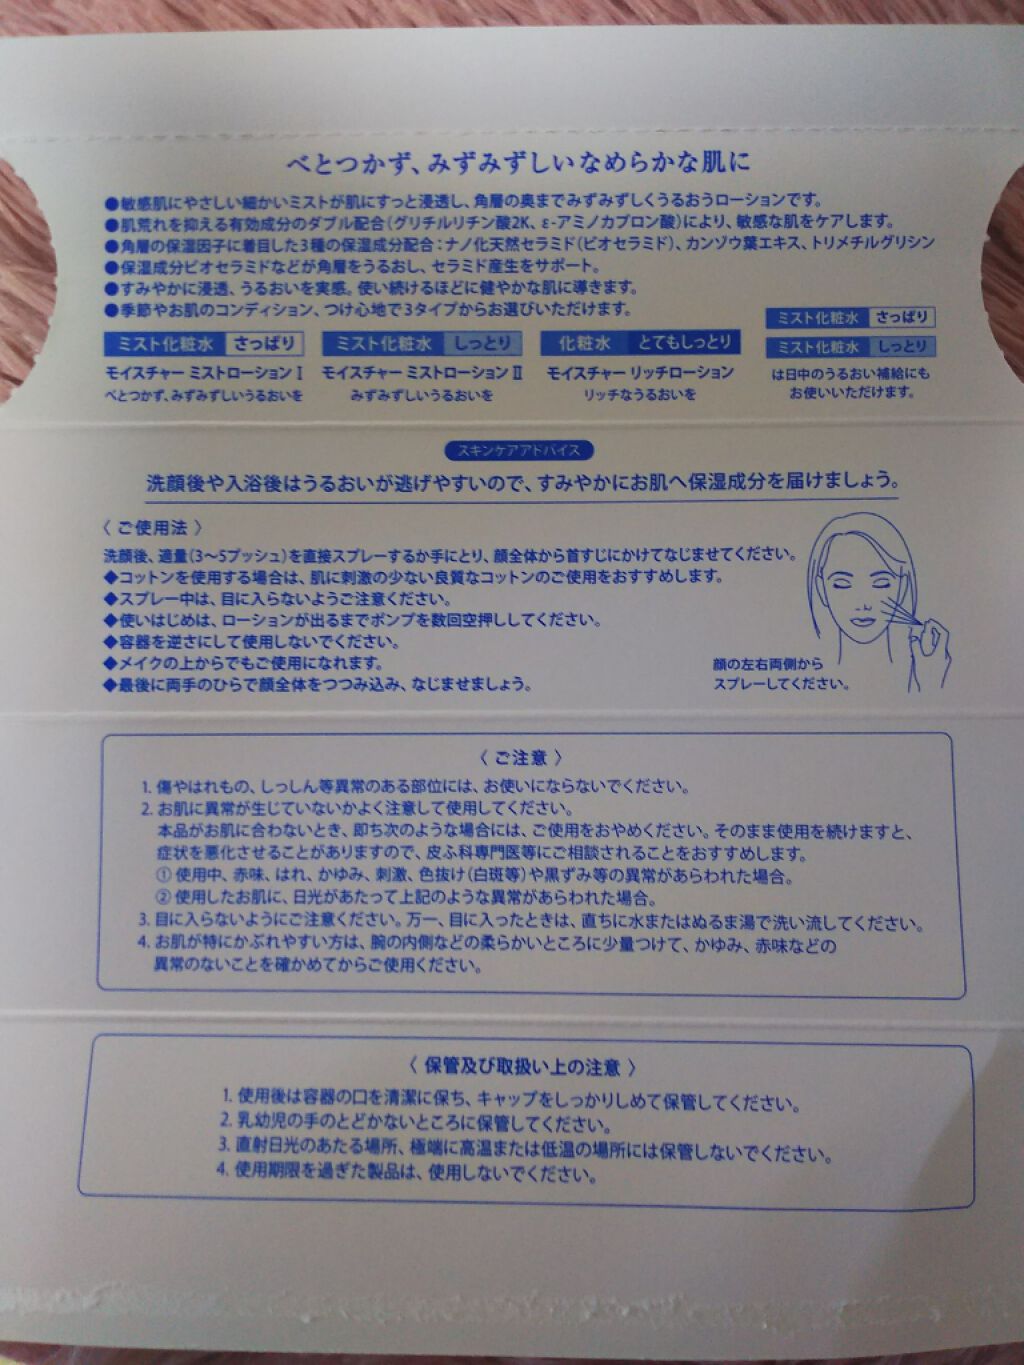 べとつかず、みずみずしいなめらかな肌に
●敏感肌にやさしい細かいミストが肌にすっと浸透し、角層の奥までみずみずしくうるおうローションです。
●肌荒れを抑える有効成分のダブル配合(グリチルリチン酸2K、ε-アミノカプロン酸)により、敏感な肌をケアします。
●角層の保湿因子に着目した3種の保湿成分配合:ナノ化天然セラミド(ビオセラミド)、カンゾウ葉エキス、トリメチルグリシン
●保湿成分ビオセラミドなどが角層をうるおし、セラミド産生をサポート。
●すみやかに浸透、うるおいを実感。使い続けるほどに健やかな肌に導きます。
●季節やお肌のコンディション、つけ心地で3タイプからお選びいただけます。
ミスト化粧水 さっぱり
モイスチャー ミストローションⅠ
べとつかず、みずみずしいうるおいを
ミスト化粧水 しっとり
モイスチャー ミストローションⅡ
みずみずしいうるおいを
化粧水 とてもしっとり
モイスチャー リッチローション
リッチなうるおいを
ミスト化粧水 さっぱり
ミスト化粧水 しっとり
は日中のうるおい補給にも
お使いいただけます。
スキンケアアドバイス
洗顔後や入浴後はうるおいが逃げやすいので、すみやかにお肌へ保湿成分を届けましょう。
〈 ご使用法 〉
洗顔後、適量(3〜5プッシュ)を直接スプレーするか手にとり、顔全体から首すじにかけてなじませてください。
◆コットンを使用する場合は、肌に刺激の少ない良質なコットンのご使用をおすすめします。
◆スプレー中は、目に入らないようご注意ください。
◆使いはじめは、ローションが出るまでポンプを数回空押ししてください。
◆容器を逆さにして使用しないでください。
◆メイクの上からでもご使用になれます。
◆最後に両手のひらで顔全体をつつみ込み、なじませましょう。
顔の左右両側から
スプレーしてください。
〈 ご注意 〉
1. 傷やはれもの、しっしん等異常のある部位には、お使いにならないでください。
2. お肌に異常が生じていないかよく注意して使用してください。
本品がお肌に合わないとき、即ち次のような場合には、ご使用をおやめください。そのまま使用を続けますと、
症状を悪化させることがありますので、皮ふ科専門医等にご相談されることをおすすめします。
① 使用中、赤味、はれ、かゆみ、刺激、色抜け(白斑等)や黒ずみ等の異常があらわれた場合。
② 使用したお肌に、日光があたって上記のような異常があらわれた場合。
3. 目に入らないようにご注意ください。万一、目に入ったときは、直ちに水またはぬるま湯で洗い流してください。
4. お肌が特にかぶれやすい方は、腕の内側などの柔らかいところに少量つけて、かゆみ、赤味などの
異常のないことを確かめてからご使用ください。
〈 保管及び取扱い上の注意 〉
1. 使用後は容器の口を清潔に保ち、キャップをしっかりしめて保管してください。
2. 乳幼児の手のとどかないところに保管してください。
3. 直射日光のあたる場所、極端に高温または低温の場所には保管しないでください。
4. 使用期限を過ぎた製品は、使用しないでください。